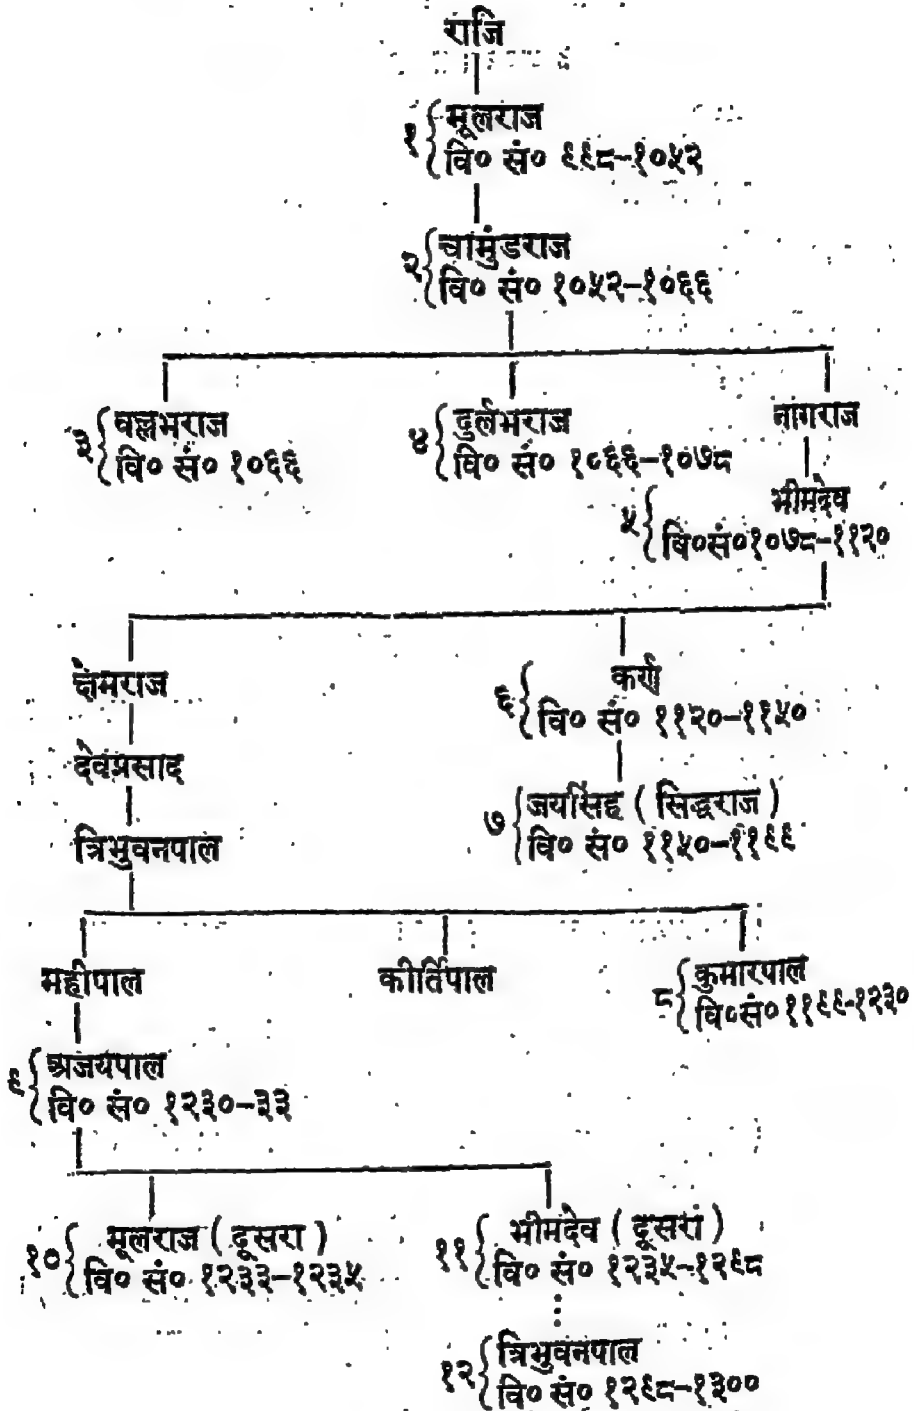 राजि
१ मूलराज
वि० सं० ९९८-१०५२
२ चामुंडराज
वि० सं० १०५२-१०६६
३ वल्लभराज
वि० सं० १०६६
४ दुर्लभराज
वि० सं० १०६६-१०७८
नागराज
५ भीमदेव
वि०सं०१०७८-११२०
क्षेमराज
६ कर्ण
वि० सं० ११२०-११५०
देवप्रसाद
७ जयसिंह ( सिद्धराज )
वि० सं० ११५०-११९९
त्रिभुवनपाल
महीपाल
कीर्तिपाल
८ कुमारपाल
वि०सं०११९९-१२३०
९ अजयपाल
वि० सं० १२३०-३३
१० मूलराज ( दूसरा )
वि० सं० १२३३-१२३५
११ भीमदेव ( दूसरा )
वि० सं० १२३५-१२९८
१२ त्रिभुवनपाल
वि० सं० १२९८-१३००